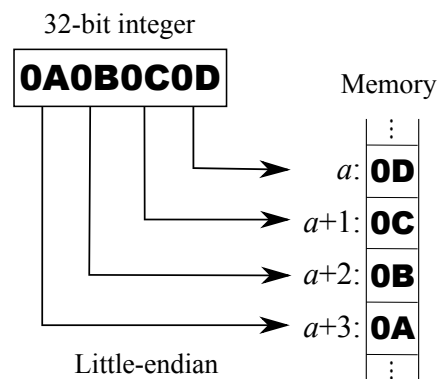 32-bit integer
0A0B0C0D
Memory
⋮
a: 0D
a+1: 0C
a+2: 0B
a+3: 0A
⋮
Little-endian